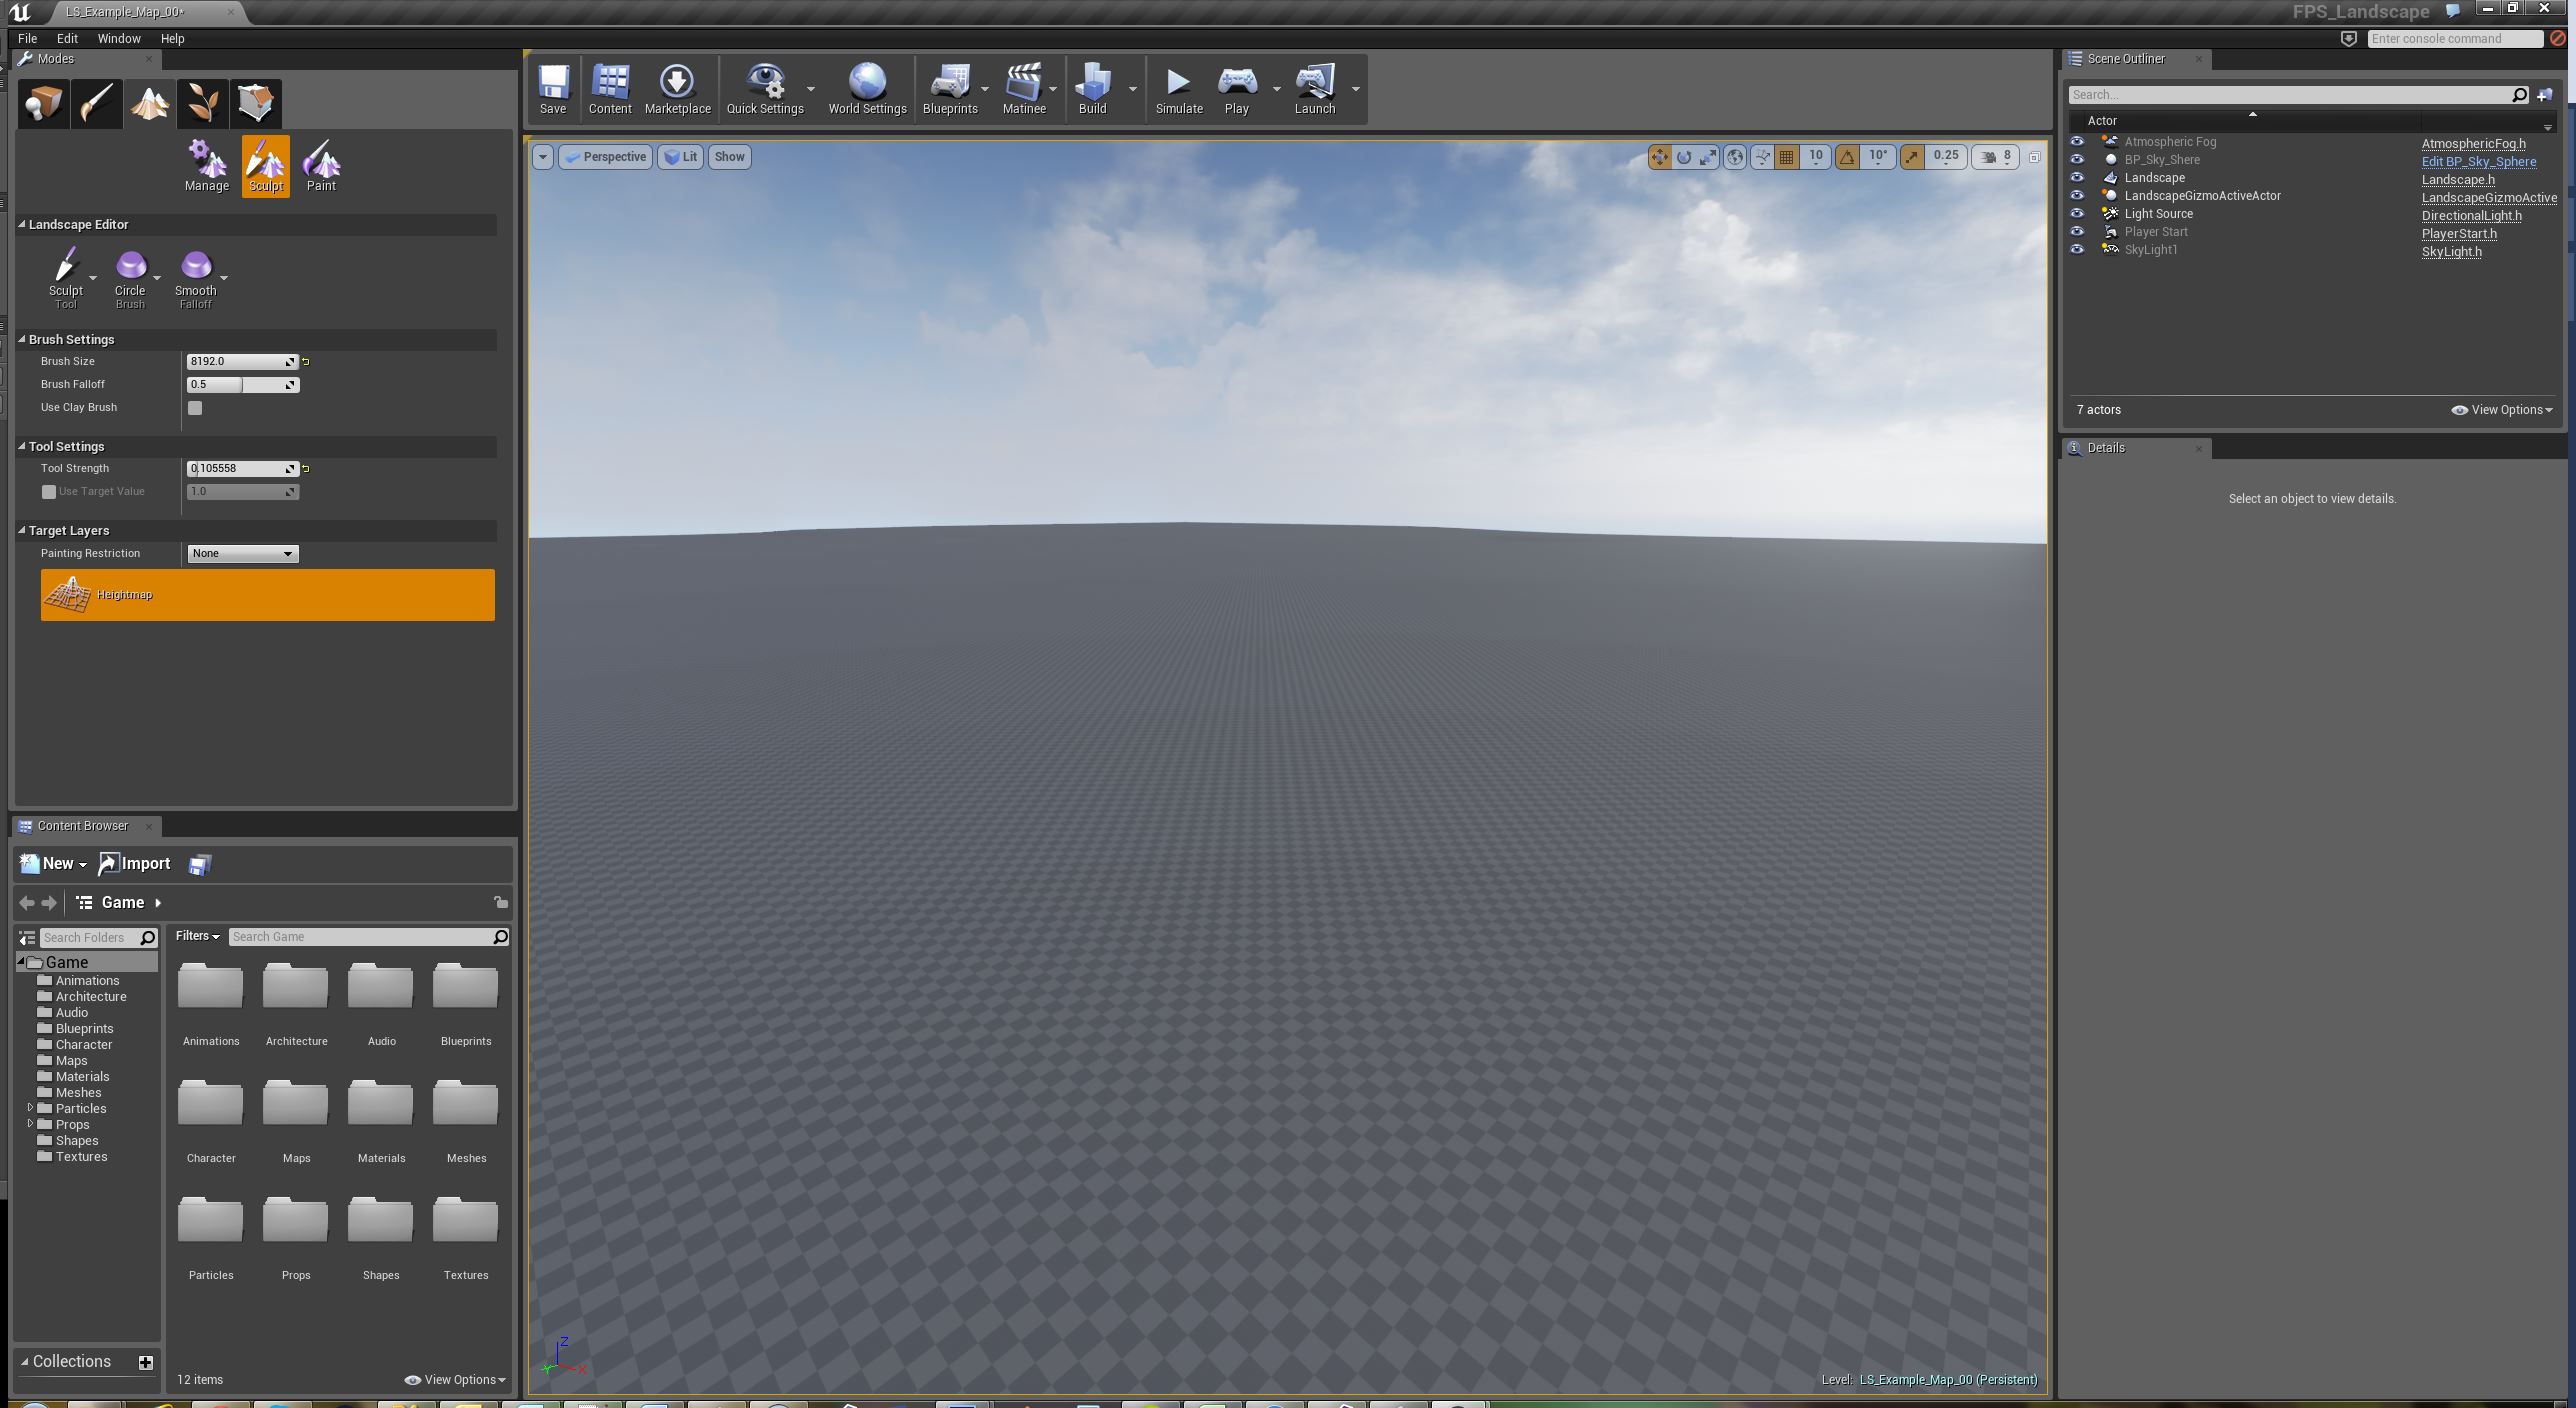 LS_Example_Map_00*
FPS_Landscape
File Edit Window Help
Enter console command
Modes
Manage Sculpt Paint
Landscape Editor
Sculpt Circle Smooth
Tool Brush Falloff
Brush Settings
Brush Size 8192.0
Brush Falloff 0.5
Use Clay Brush
Tool Settings
Tool Strength 0.105558
Use Target Value 1.0
Target Layers
Painting Restriction None
Heightmap
Content Browser
New Import
Game
Search Folders
Game
Animations
Architecture
Audio
Blueprints
Character
Maps
Materials
Meshes
Particles
Props
Shapes
Textures
Collections
Filters Search Game
Animations Architecture Audio Blueprints
Character Maps Materials Meshes
Particles Props Shapes Textures
12 items View Options
Save Content Marketplace Quick Settings World Settings Blueprints Matinee Build Simulate Play Launch
Perspective Lit Show 10 10° 0.25 8
Z
Y X
Level: LS_Example_Map_00 (Persistent)
Scene Outliner
Search...
Actor
Atmospheric Fog AtmosphericFog.h
BP_Sky_Shere Edit BP_Sky_Sphere
Landscape Landscape.h
LandscapeGizmoActiveActor LandscapeGizmoActive
Light Source DirectionalLight.h
Player Start PlayerStart.h
SkyLight1 SkyLight.h
7 actors View Options
Details
Select an object to view details.